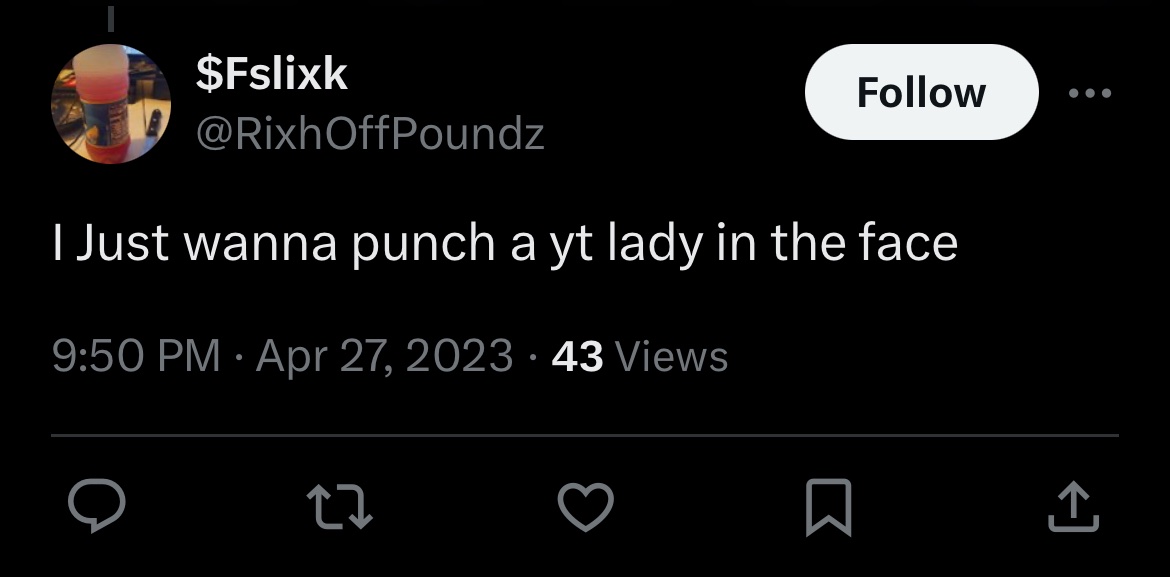 $Fslixk
Follow
@RixhOffPoundz
I Just wanna punch a yt lady in the face
9:50 PM · Apr 27, 2023 · 43 Views